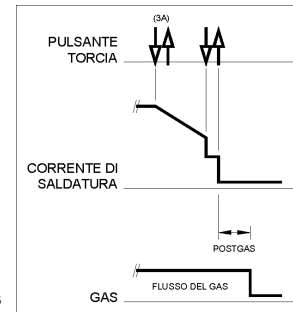 (3A)
PULSANTE
TORCIA
CORRENTE DI
SALDATURA
POSTGAS
FLUSSO DEL GAS
GAS